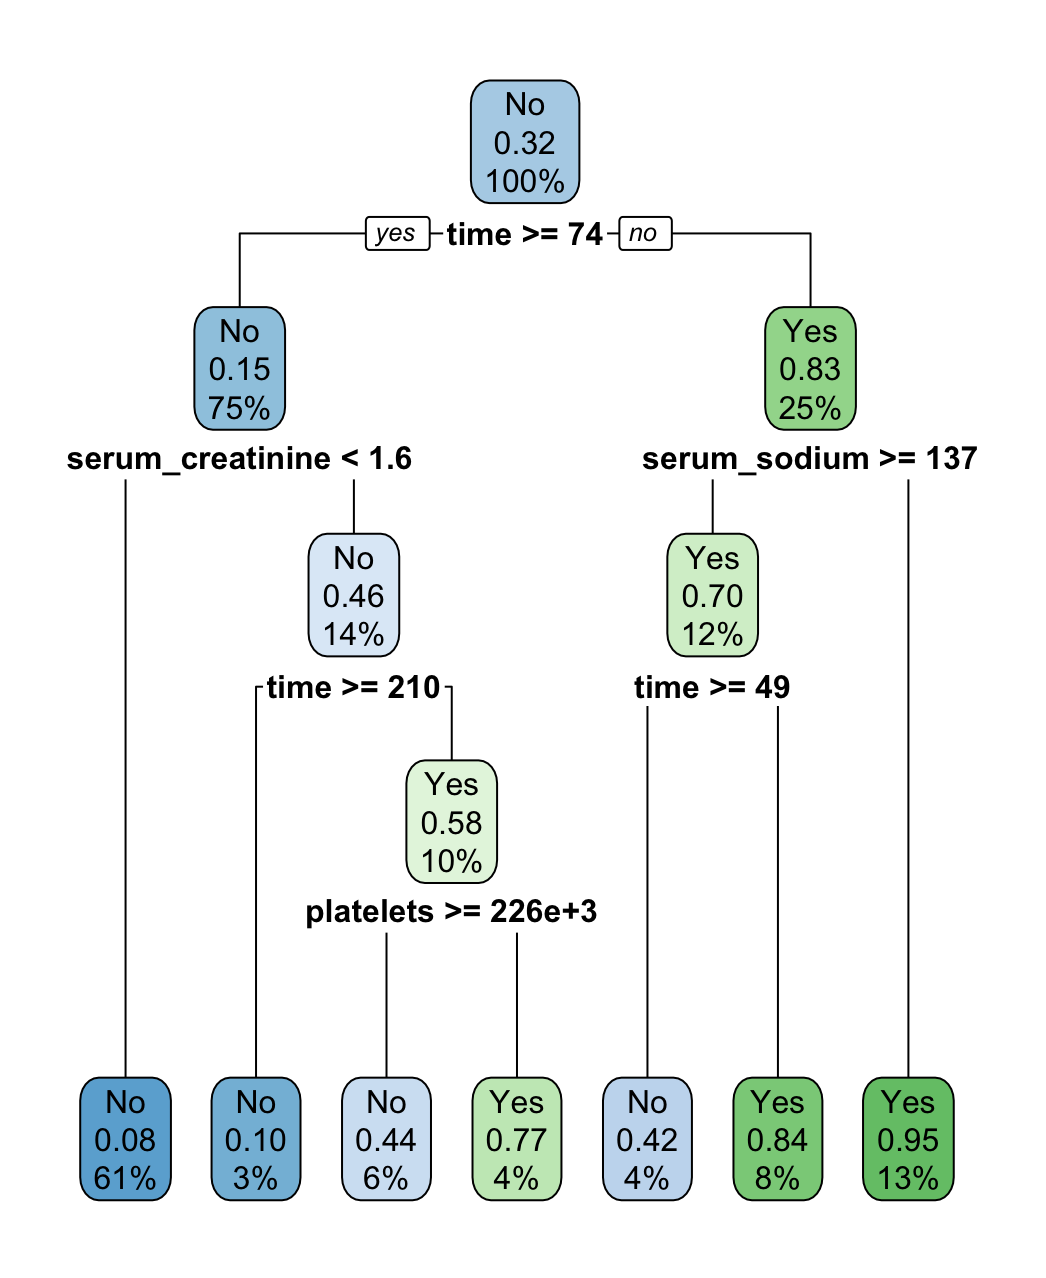 No
0.32
100%
yes time >= 74 no
No
0.15
75%
Yes
0.83
25%
serum_creatinine < 1.6
serum_sodium >= 137
No
0.46
14%
Yes
0.70
12%
time >= 210
time >= 49
Yes
0.58
10%
platelets >= 226e+3
No
0.08
61%
No
0.10
3%
No
0.44
6%
Yes
0.77
4%
No
0.42
4%
Yes
0.84
8%
Yes
0.95
13%